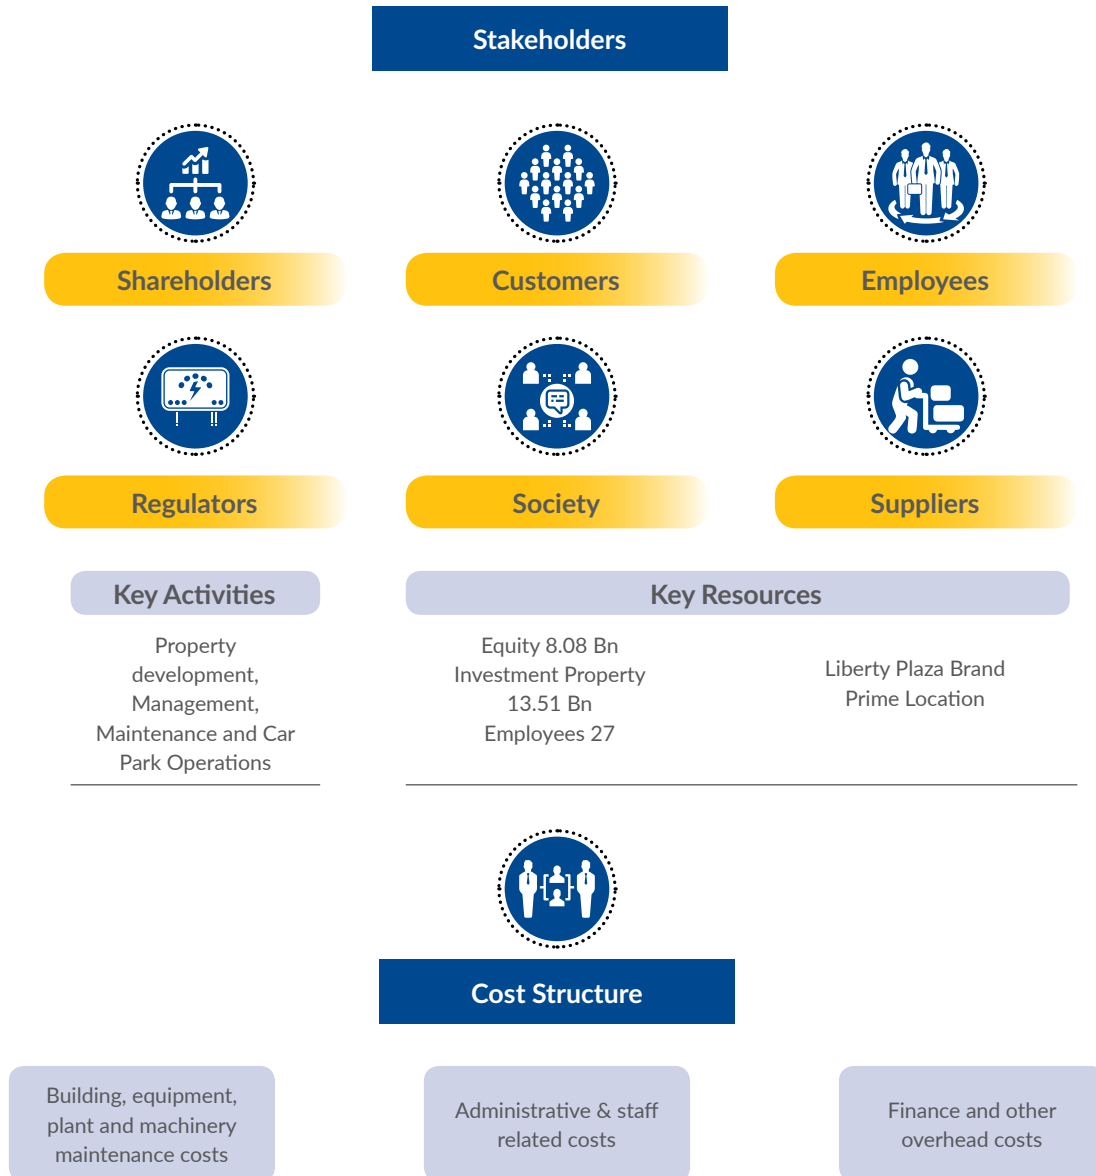 Stakeholders
Shareholders
Customers
Employees
Regulators
Society
Suppliers
Key Activities
Property
development,
Management,
Maintenance and Car
Park Operations
Key Resources
Equity 8.08 Bn
Investment Property
13.51 Bn
Employees 27
Liberty Plaza Brand
Prime Location
Cost Structure
Building, equipment,
plant and machinery
maintenance costs
Administrative & staff
related costs
Finance and other
overhead costs